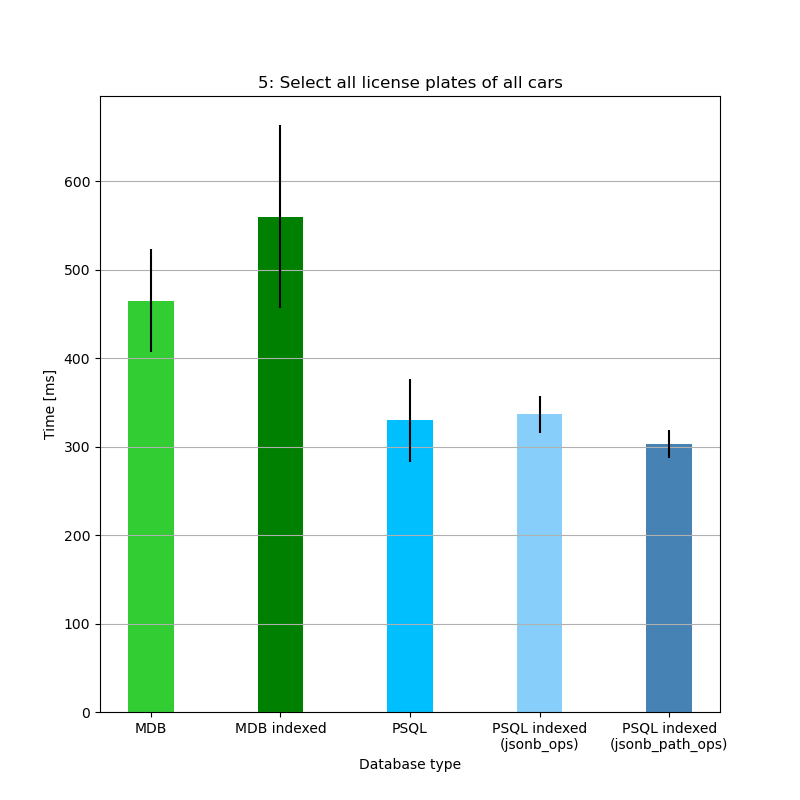 5: Select all license plates of all cars
Time [ms]
600
500
400
300
200
100
0
MDB
MDB indexed
PSQL
PSQL indexed
(jsonb_ops)
PSQL indexed
(jsonb_path_ops)
Database type